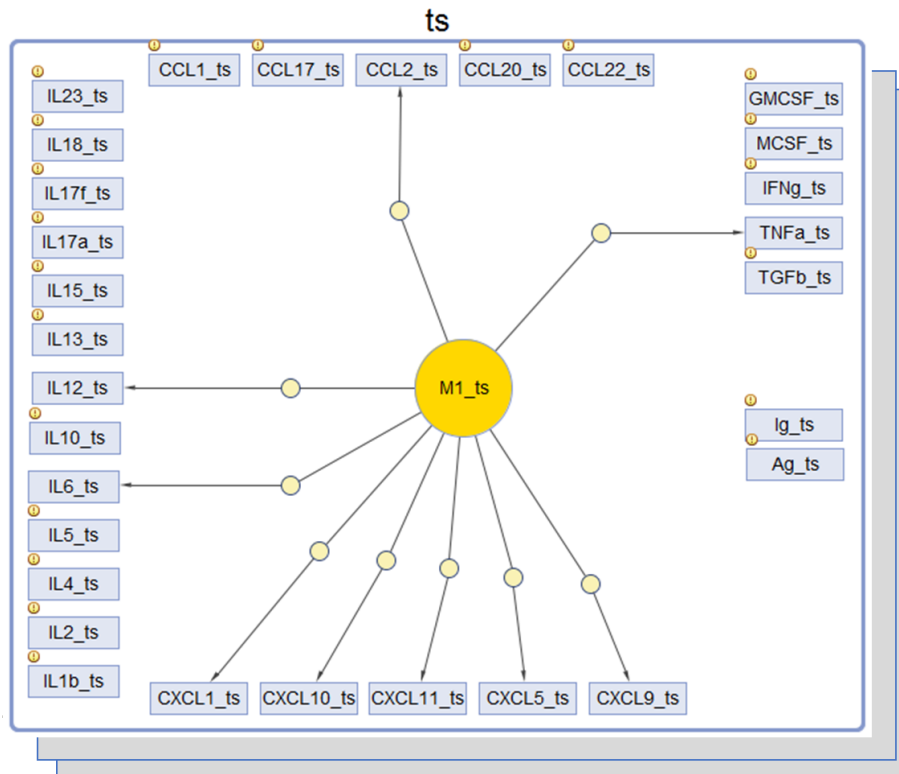 ts
CCL1_ts
CCL17_ts
CCL2_ts
CCL20_ts
CCL22_ts
IL23_ts
IL18_ts
IL17f_ts
IL17a_ts
IL15_ts
IL13_ts
IL12_ts
IL10_ts
IL6_ts
IL5_ts
IL4_ts
IL2_ts
IL1b_ts
M1_ts
GMCSF_ts
MCSF_ts
IFNg_ts
TNFa_ts
TGFb_ts
Ig_ts
Ag_ts
CXCL1_ts
CXCL10_ts
CXCL11_ts
CXCL5_ts
CXCL9_ts